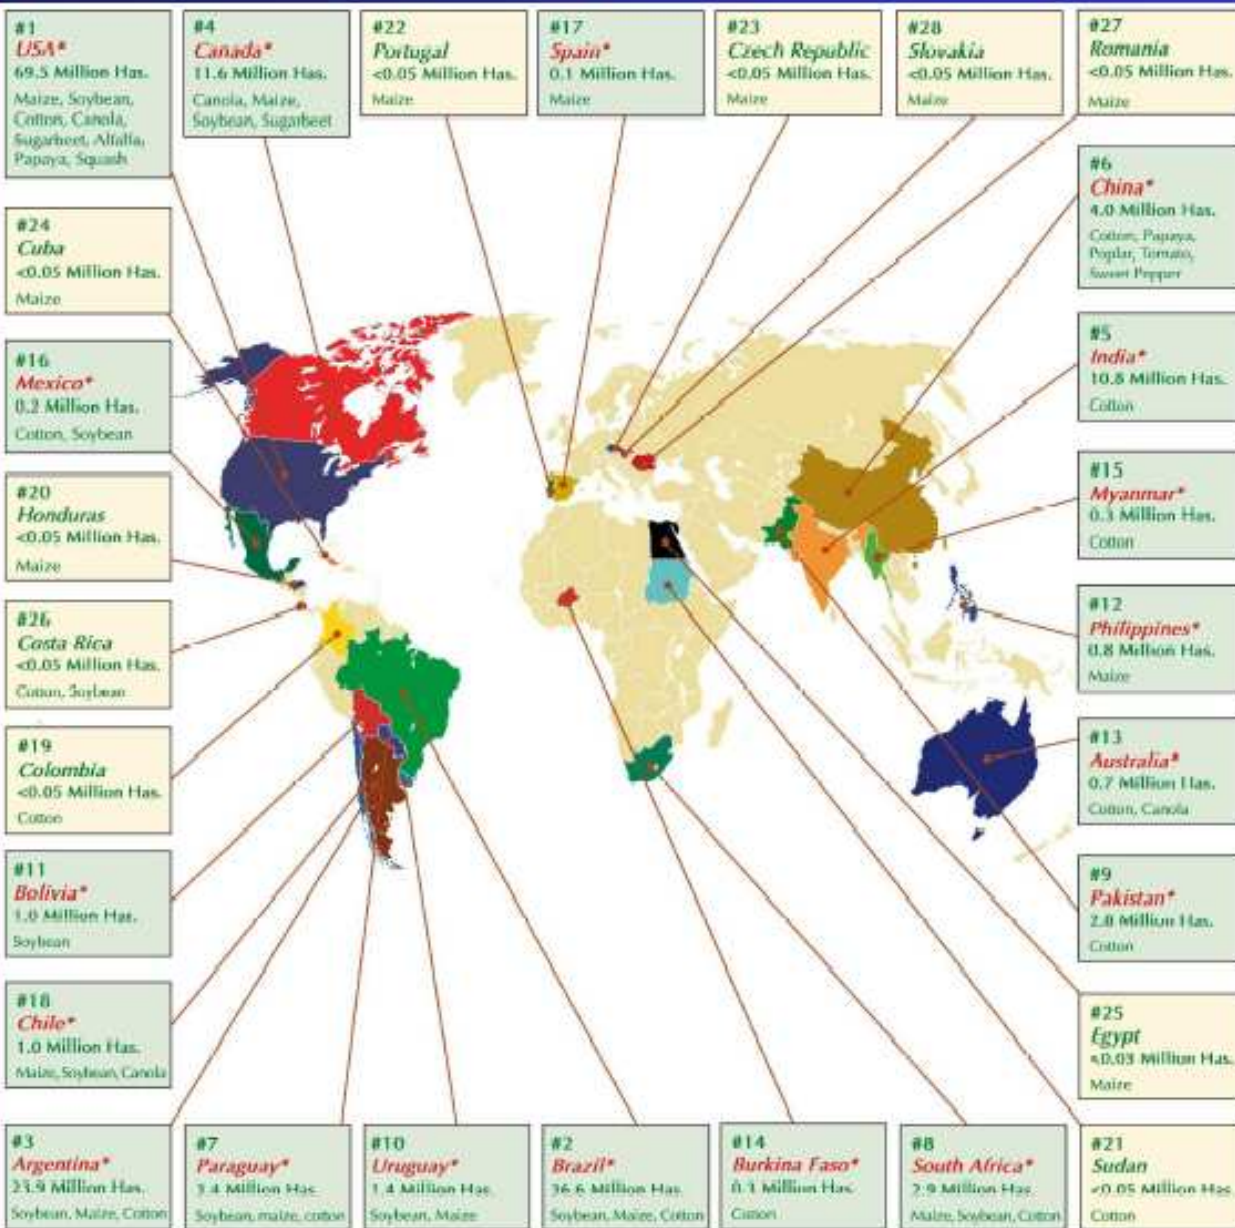 #1
USA*
69.5 Million Has.
Maize, Soybean,
Cotton, Canola,
Sugarbeet, Alfalfa,
Papaya, Squash
#4
Canada*
11.6 Million Has.
Canola, Maize,
Soybean, Sugarbeet
#22
Portugal
<0.05 Million Has.
Maize
#17
Spain*
0.1 Million Has.
Maize
#23
Czech Republic
<0.05 Million Has.
Maize
#28
Slovakia
<0.05 Million Has.
Maize
#27
Romania
<0.05 Million Has.
Maize
#24
Cuba
<0.05 Million Has.
Maize
#6
China*
4.0 Million Has.
Cotton, Papaya,
Poplar, Tomato,
Sweet Pepper
#16
Mexico*
0.2 Million Has.
Cotton, Soybean
#5
India*
10.8 Million Has.
Cotton
#20
Honduras
<0.05 Million Has.
Maize
#15
Myanmar*
0.3 Million Has.
Cotton
#26
Costa Rica
<0.05 Million Has.
Cotton, Soybean
#12
Philippines*
0.8 Million Has.
Maize
#19
Colombia
<0.05 Million Has.
Cotton
#13
Australia*
0.7 Million Has.
Cotton, Canola
#11
Bolivia*
1.0 Million Has.
Soybean
#9
Pakistan*
2.8 Million Has.
Cotton
#18
Chile*
1.0 Million Has.
Maize, Soybean, Canola
#25
Egypt
Million Has.
Maize
#3
Argentina*
23.9 Million Has.
Soybean, Maize, Cotton
#7
Paraguay*
3.4 Million Has.
Soybean, maize, cotton
#10
Uruguay*
1.4 Million Has.
Soybean, Maize
#2
Brazil*
36.6 Million Has.
Soybean, Maize, Cotton
#14
Burkina Faso*
0.3 Million Has.
Cotton
#8
South Africa*
2.9 Million Has.
Maize, Soybean, Cotton
#21
Sudan
<0.05 Million Has.
Cotton